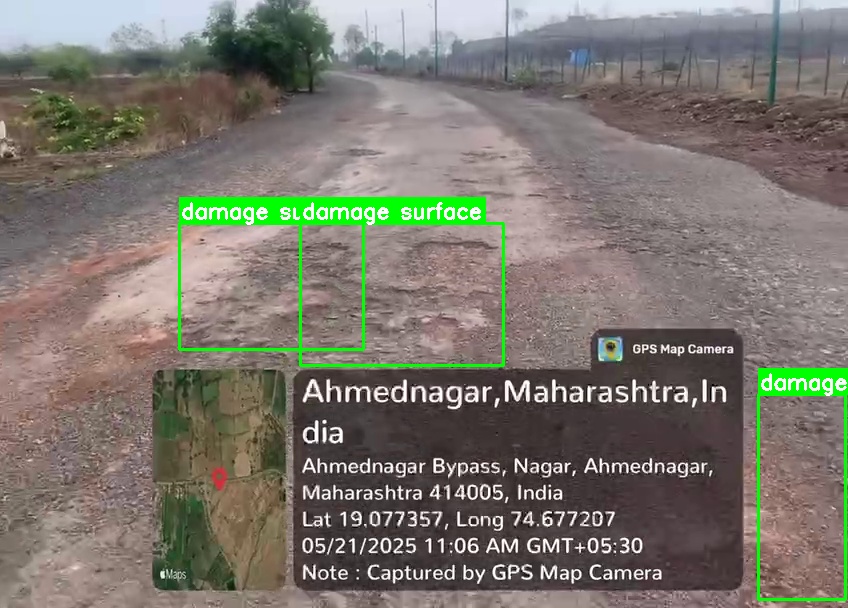 damage su
damage surface
GPS Map Camera
damage
Ahmednagar,Maharashtra,In
dia
Ahmednagar Bypass, Nagar, Ahmednagar,
Maharashtra 414005, India
Lat 19.077357, Long 74.677207
05/21/2025 11:06 AM GMT+05:30
Note : Captured by GPS Map Camera
Maps